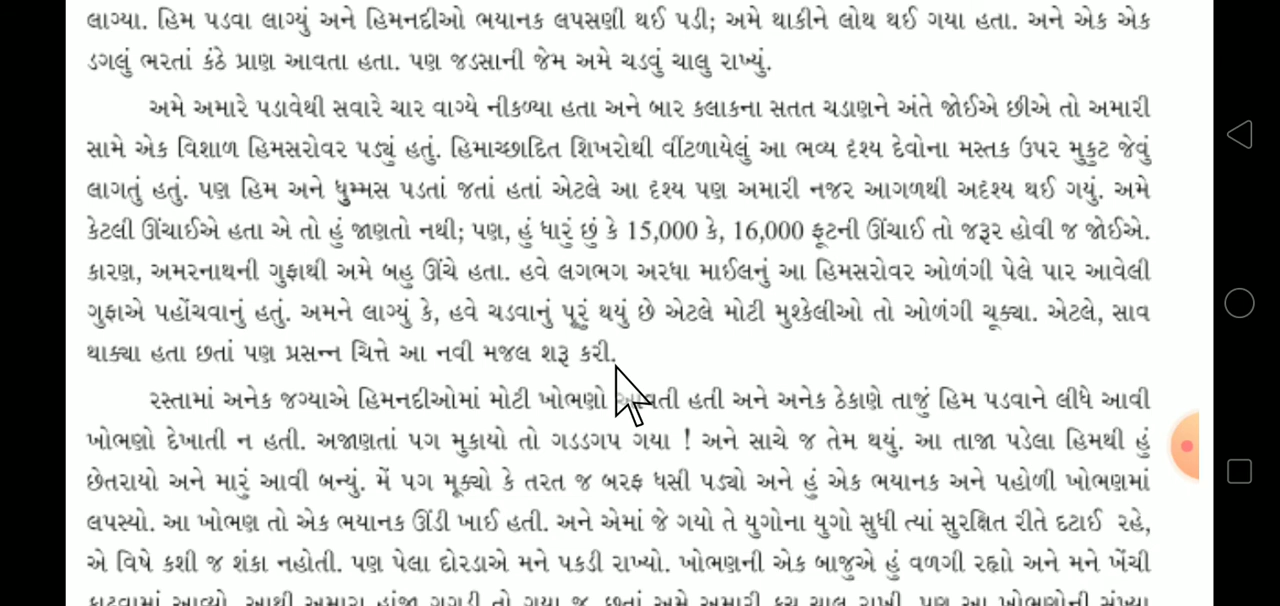 લાગ્યા. હિમ પડવા લાગ્યું અને હિમનદીઓ ભયાનક લપસણી થઈ પડી; અમે થાકીને લોથ થઈ ગયા હતા. અને એક એક
ડગલું ભરતાં કંઠે પ્રાણ આવતા હતા. પણ જડસાની જેમ અમે ચડવું ચાલુ રાખ્યું.
અમે અમારે પડાવેથી સવારે ચાર વાગ્યે નીકળ્યા હતા અને બાર કલાકના સતત ચડાણને અંતે જોઈએ છીએ તો અમારી
સામે એક વિશાળ હિમસરોવર પડ્યું હતું. હિમાચ્છાદિત શિખરોથી વીંટળાયેલું આ ભવ્ય દૃશ્ય દેવોના મસ્તક ઉપર મુકુટ જેવું
લાગતું હતું. પણ હિમ અને ધુમ્મસ પડતાં જતાં હતાં એટલે આ દૃશ્ય પણ અમારી નજર આગળથી અદૃશ્ય થઈ ગયું. અમે
કેટલી ઊંચાઈએ હતા એ તો હું જાણતો નથી; પણ, હું ધારું છું કે 15,000 કે, 16,000 ફૂટની ઊંચાઈ તો જરૂર હોવી જ જોઈએ.
કારણ, અમરનાથની ગુફાથી અમે બહુ ઊંચે હતા. હવે લગભગ અરધા માઈલનું આ હિમસરોવર ઓળંગી પેલે પાર આવેલી
ગુફાએ પહોંચવાનું હતું. અમને લાગ્યું કે, હવે ચડવાનું પૂરું થયું છે એટલે મોટી મુશ્કેલીઓ તો ઓળંગી ચૂક્યા. એટલે, સાવ
થાક્યા હતા છતાં પણ પ્રસન્ન ચિત્તે આ નવી મજલ શરૂ કરી.
રસ્તામાં અનેક જગ્યાએ હિમનદીઓમાં મોટી ખોભણો આવતી હતી અને અનેક ઠેકાણે તાજું હિમ પડવાને લીધે આવી
ખોભણો દેખાતી ન હતી. અજાણતાં પગ મુકાયો તો ગડડગપ ગયા ! અને સાચે જ તેમ થયું. આ તાજા પડેલા હિમથી હું
છેતરાયો અને મારું આવી બન્યું. મેં પગ મૂક્યો કે તરત જ બરફ ધસી પડ્યો અને હું એક ભયાનક અને પહોળી ખોભણમાં
લપસ્યો. આ ખોભણ તો એક ભયાનક ઊંડી ખાઈ હતી. અને એમાં જે ગયો તે યુગોના યુગો સુધી ત્યાં સુરક્ષિત રીતે દટાઈ રહે,
એ વિષે કશી જ શંકા નહોતી. પણ પેલા દોરડાએ મને પકડી રાખ્યો. ખોભણની એક બાજુએ હું વળગી રહ્યો અને મને ખેંચી